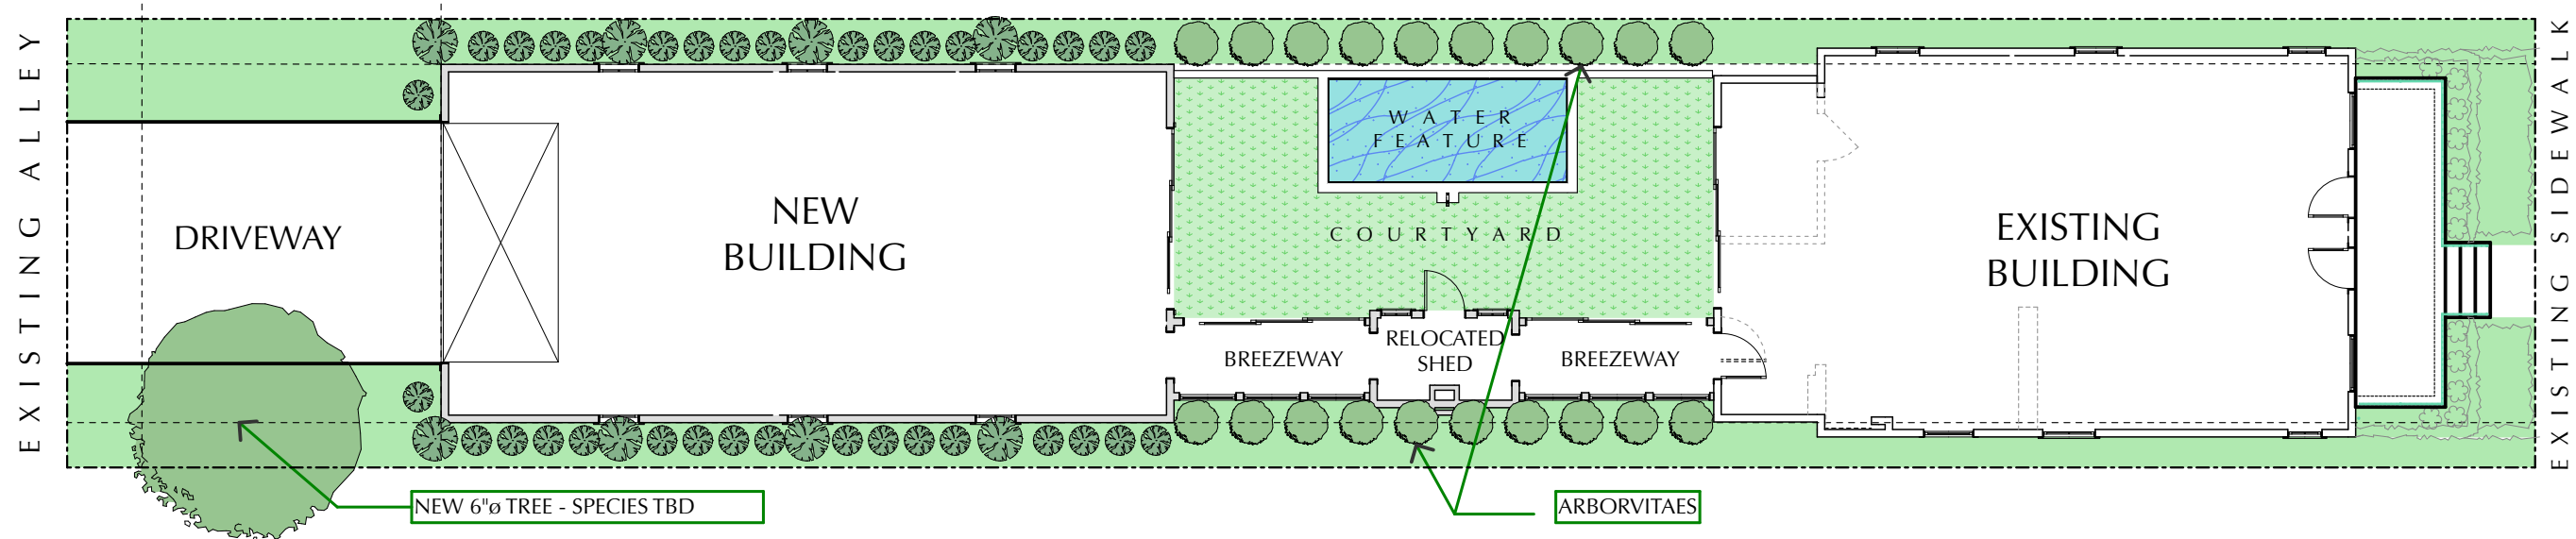 EXISTING ALLEY
DRIVEWAY
NEW
BUILDING
WATER
FEATURE
COURTYARD
BREEZEWAY
RELOCATED
SHED
BREEZEWAY
EXISTING
BUILDING
EXISTING SIDEWALK
NEW 6"ø TREE - SPECIES TBD
ARBORVITAES